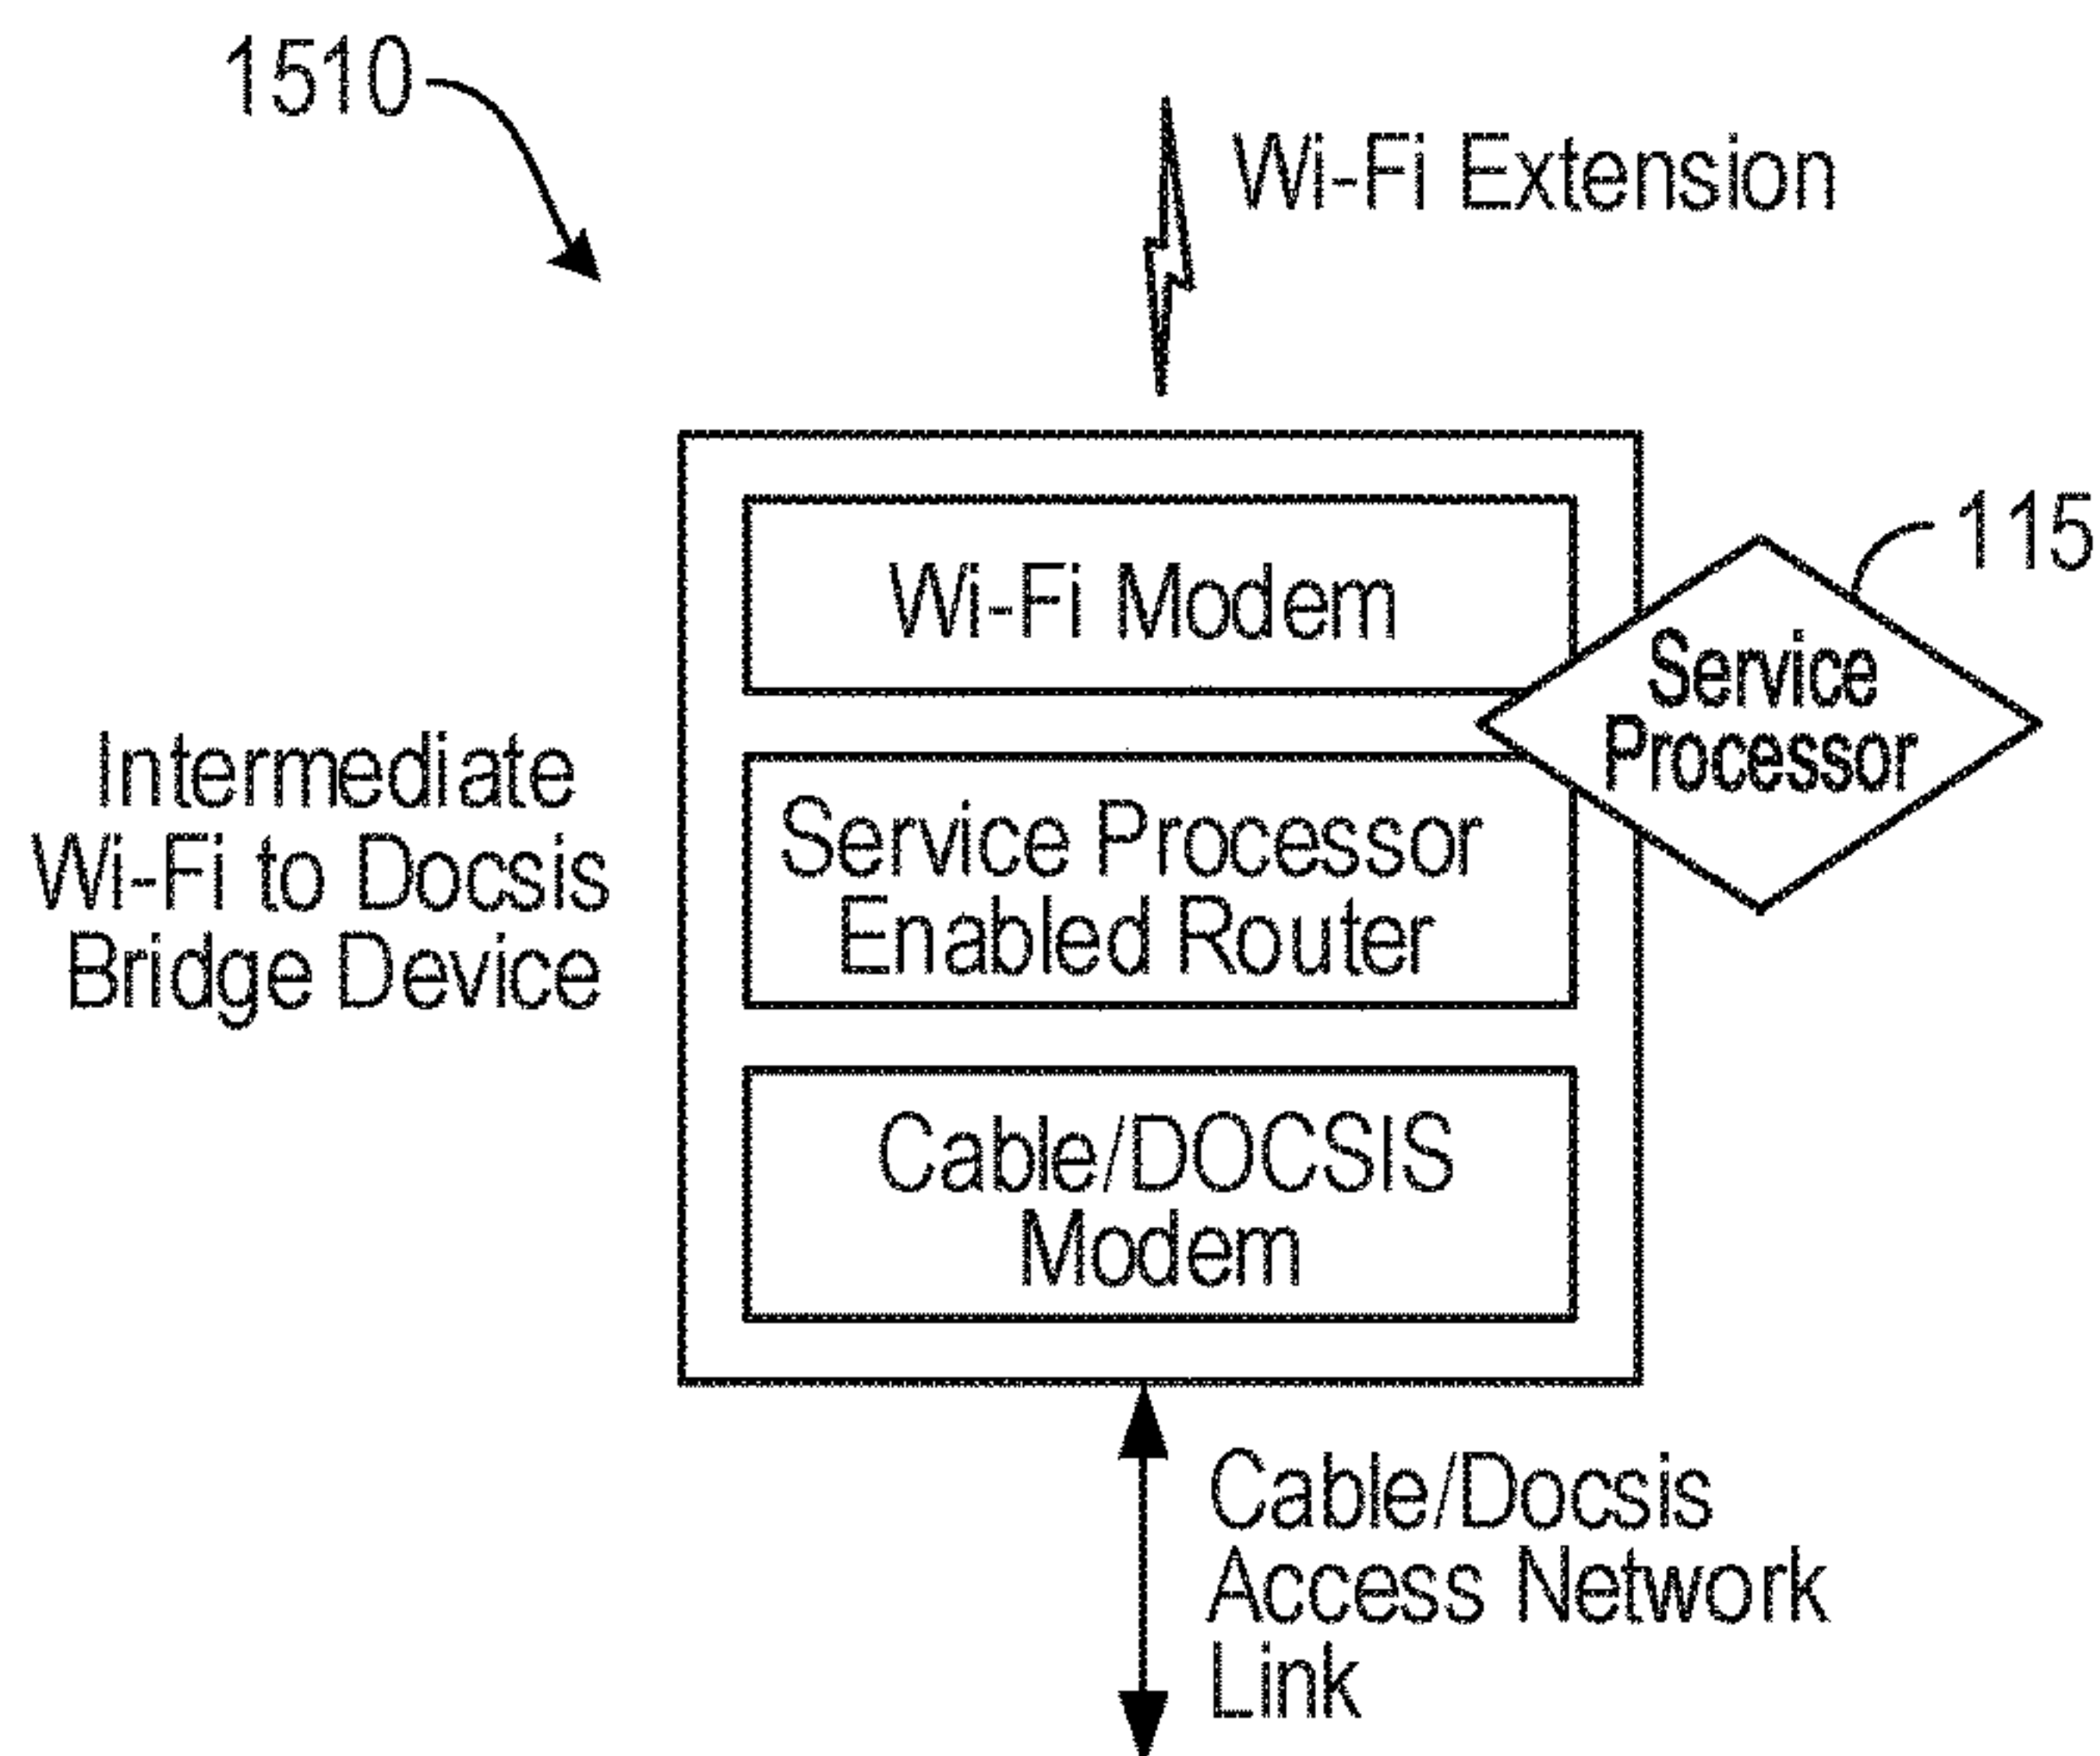 1510
Wi-Fi Extension
Wi-Fi Modem
115
Service
Processor
Intermediate
Wi-Fi to Docsis
Bridge Device
Service Processor
Enabled Router
Cable/DOCSIS
Modem
Cable/Docsis
Access Network
Link